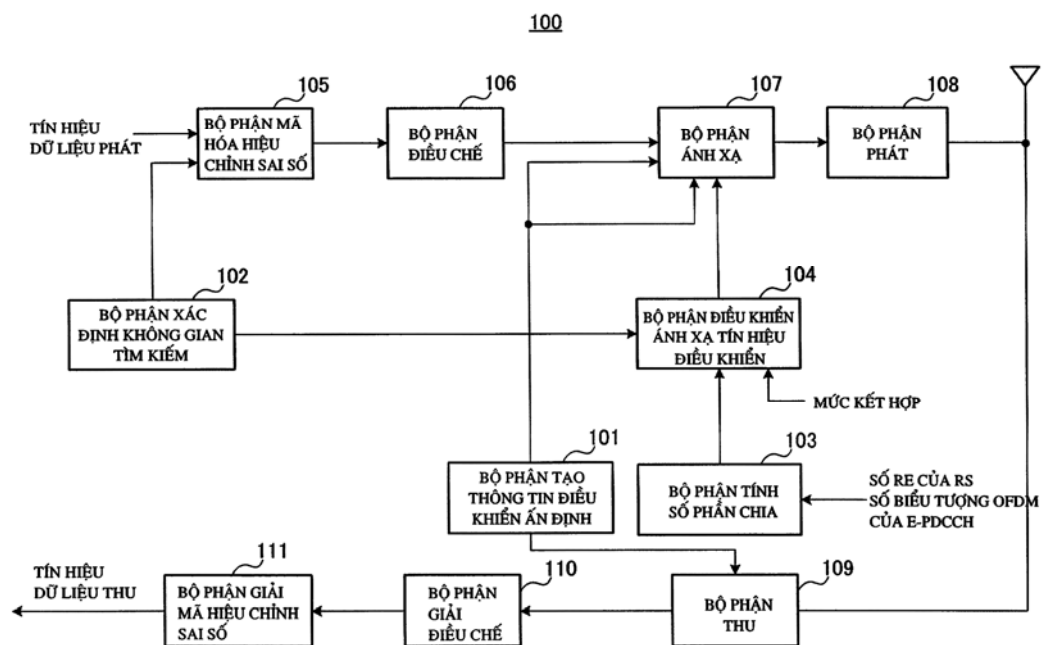 100
105
106
107
108
TÍN HIỆU
DỮ LIỆU PHÁT
BỘ PHẬN MÃ
HÓA HIỆU
CHỈNH SAI SỐ
BỘ PHẬN
ĐIỀU CHẾ
BỘ PHẬN
ÁNH XẠ
BỘ PHẬN
PHÁT
102
104
BỘ PHẬN XÁC
ĐỊNH KHÔNG GIAN
TÌM KIẾM
BỘ PHẬN ĐIỀU KHIỂN
ÁNH XẠ TÍN HIỆU
ĐIỀU KHIỂN
MỨC KẾT HỢP
101
103
BỘ PHẬN TẠO
THÔNG TIN ĐIỀU
KHIỂN ẤN ĐỊNH
BỘ PHẬN TÍNH
SỐ PHẦN CHIA
SỐ RE CỦA RS
SỐ BIỂU TƯỢNG OFDM
CỦA E-PDCCH
111
110
109
TÍN HIỆU
DỮ LIỆU THU
BỘ PHẬN GIẢI
MÃ HIỆU CHỈNH
SAI SỐ
BỘ PHẬN
GIẢI
ĐIỀU CHẾ
BỘ PHẬN
THU